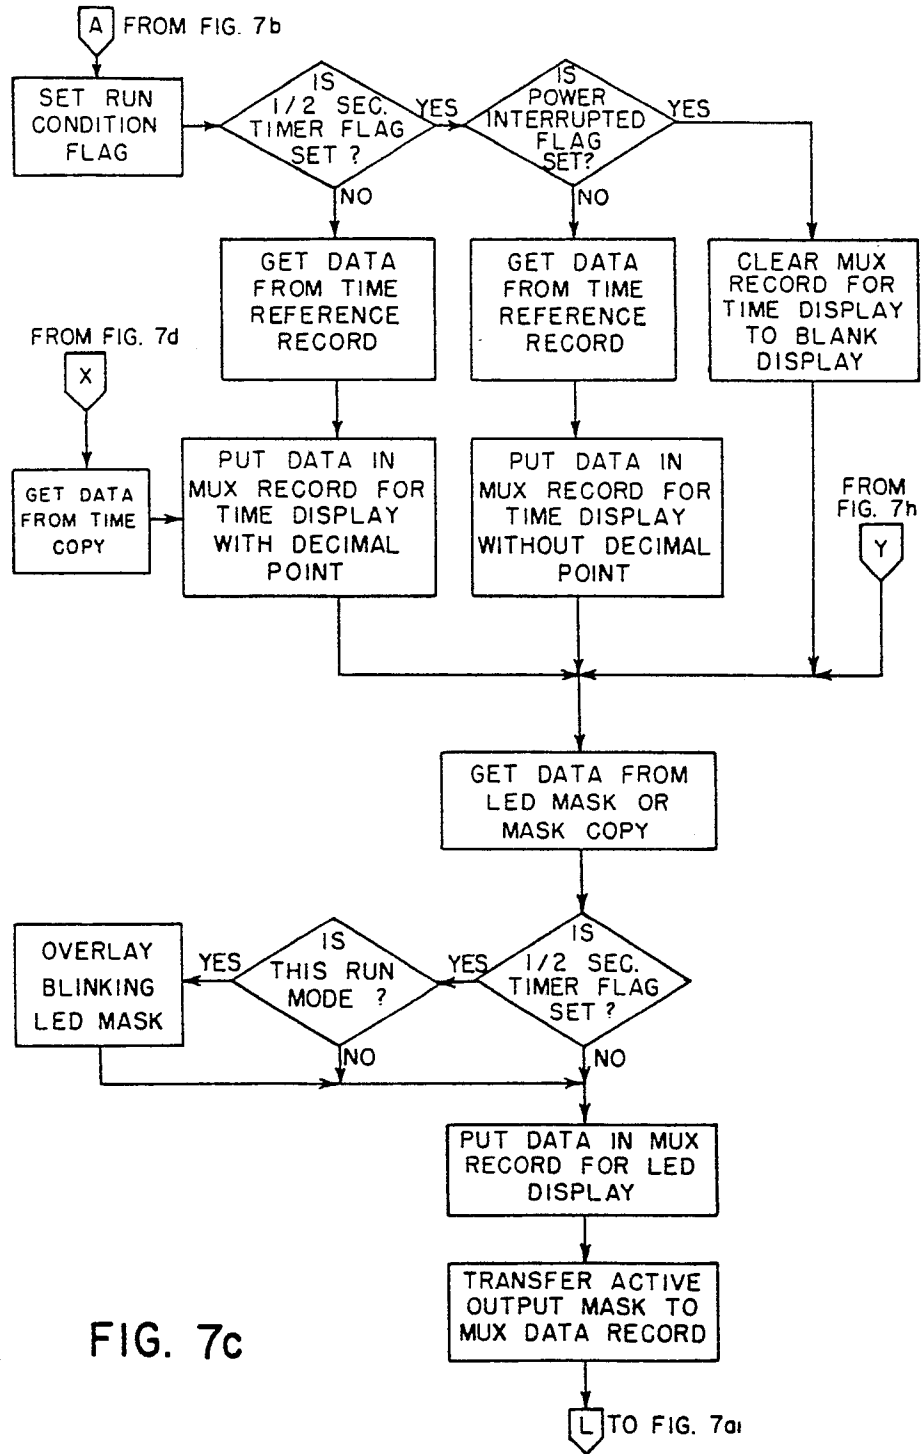 A FROM FIG. 7b
SET RUN
CONDITION
FLAG
IS
1/2 SEC.
TIMER FLAG
SET ?
YES
NO
IS
POWER
INTERRUPTED
FLAG
SET?
YES
NO
GET DATA
FROM TIME
REFERENCE
RECORD
GET DATA
FROM TIME
REFERENCE
RECORD
CLEAR MUX
RECORD FOR
TIME DISPLAY
TO BLANK
DISPLAY
FROM FIG. 7d
X
GET DATA
FROM TIME
COPY
PUT DATA IN
MUX RECORD FOR
TIME DISPLAY
WITH DECIMAL
POINT
PUT DATA IN
MUX RECORD FOR
TIME DISPLAY
WITHOUT DECIMAL
POINT
FROM
FIG. 7h
Y
GET DATA FROM
LED MASK OR
MASK COPY
IS
1/2 SEC.
TIMER FLAG
SET ?
YES
NO
IS
THIS RUN
MODE ?
YES
NO
OVERLAY
BLINKING
LED MASK
PUT DATA IN MUX
RECORD FOR LED
DISPLAY
TRANSFER ACTIVE
OUTPUT MASK TO
MUX DATA RECORD
L TO FIG. 7a1
FIG. 7c